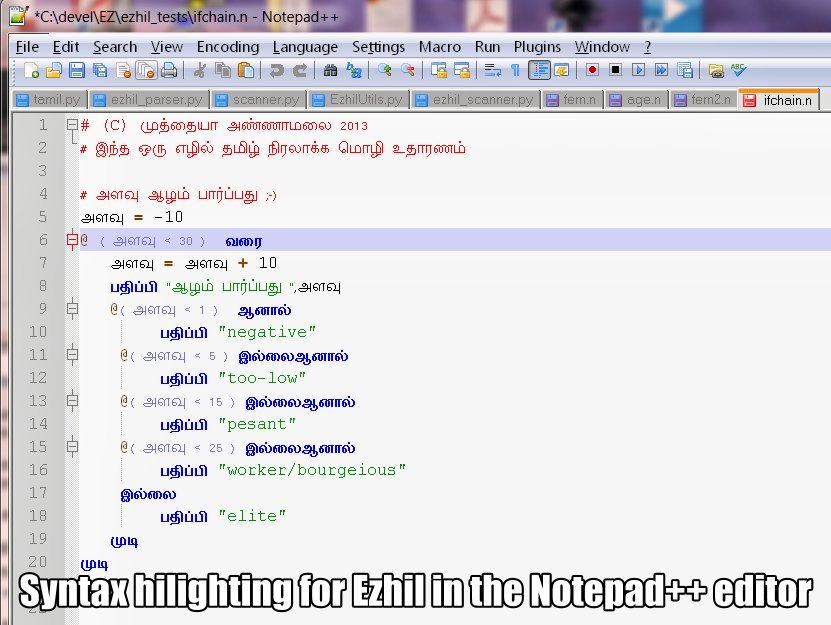 *C:\devel\EZ\ezhil_tests\ifchain.n - Notepad++
File Edit Search View Encoding Language Settings Macro Run Plugins Window ?
tamil.py ezhil_parser.py scanner.py EzhilUtils.py ezhil_scanner.py fern.n age.n fern2.n ifchain.n
1 # (C) முத்தையா அண்ணாமலை 2013
2 # இந்த ஒரு எழில் தமிழ் நிரலாக்க மொழி உதாரணம்
3
4 # அளவு ஆழம் பார்ப்பது ;-)
5 அளவு = -10
6 @ ( அளவு < 30 ) வரை
7 அளவு = அளவு + 10
8 பதிப்பி "ஆழம் பார்ப்பது ",அளவு
9 @( அளவு < 1 ) ஆனால்
10 பதிப்பி "negative"
11 @( அளவு < 5 ) இல்லைஆனால்
12 பதிப்பி "too-low"
13 @( அளவு < 15 ) இல்லைஆனால்
14 பதிப்பி "pesant"
15 @( அளவு < 25 ) இல்லைஆனால்
16 பதிப்பி "worker/bourgeious"
17 இல்லை
18 பதிப்பி "elite"
19 முடி
20 முடி
Syntax hilighting for Ezhil in the Notepad++ editor